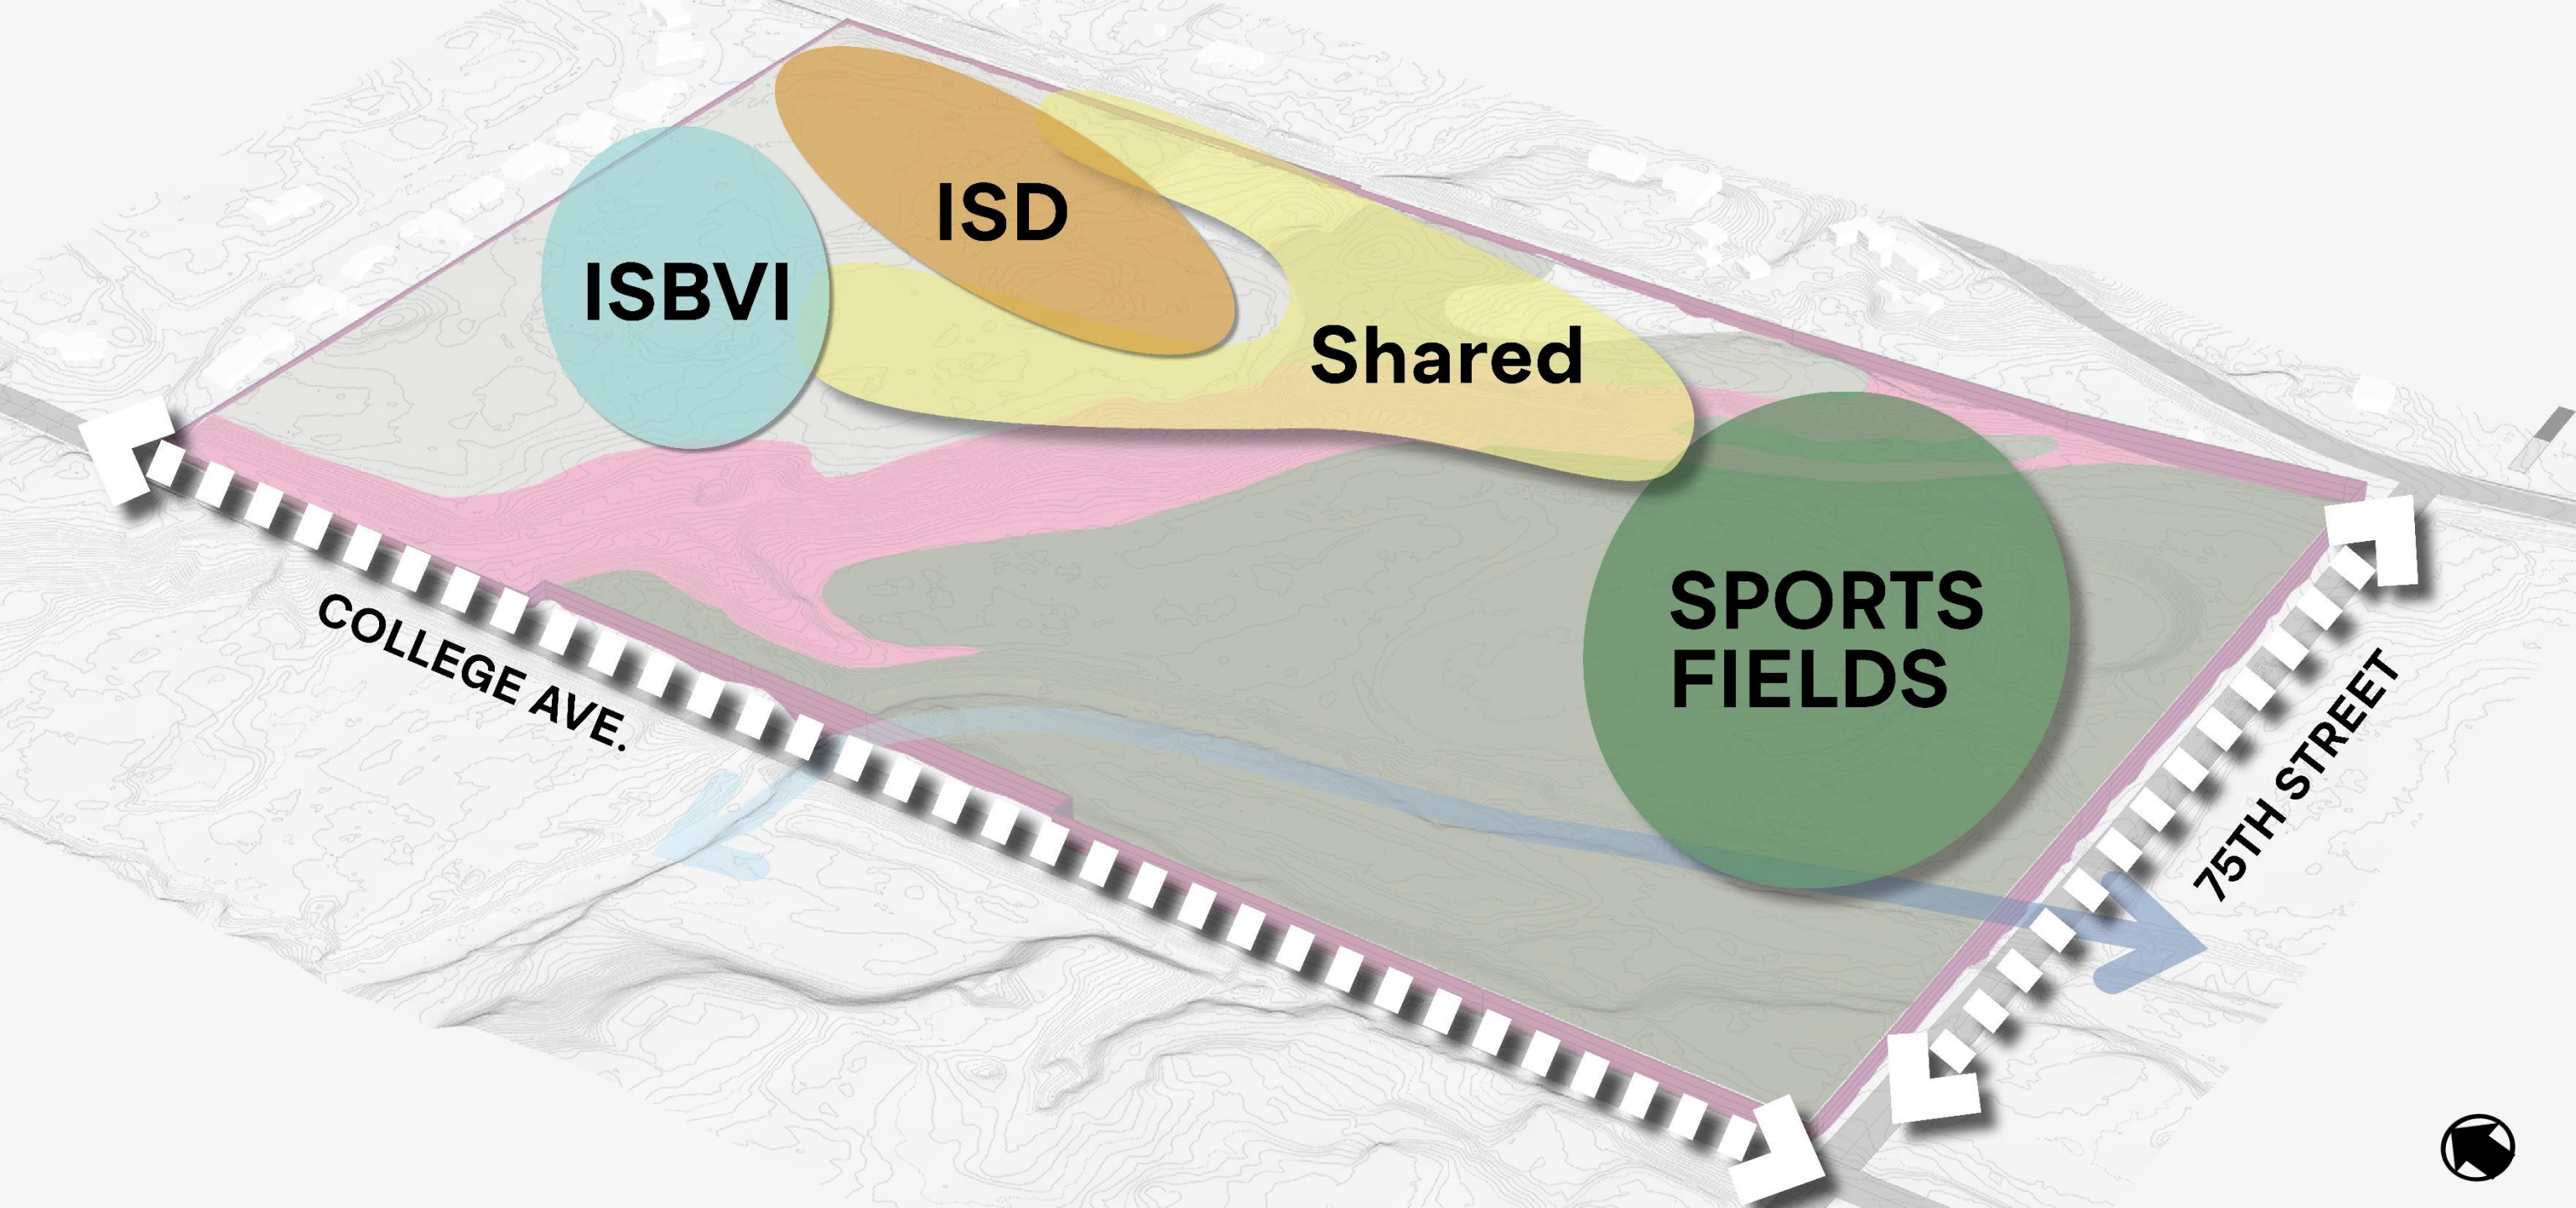 ISD
ISBVI
Shared
SPORTS
FIELDS
COLLEGE AVE.
75TH STREET